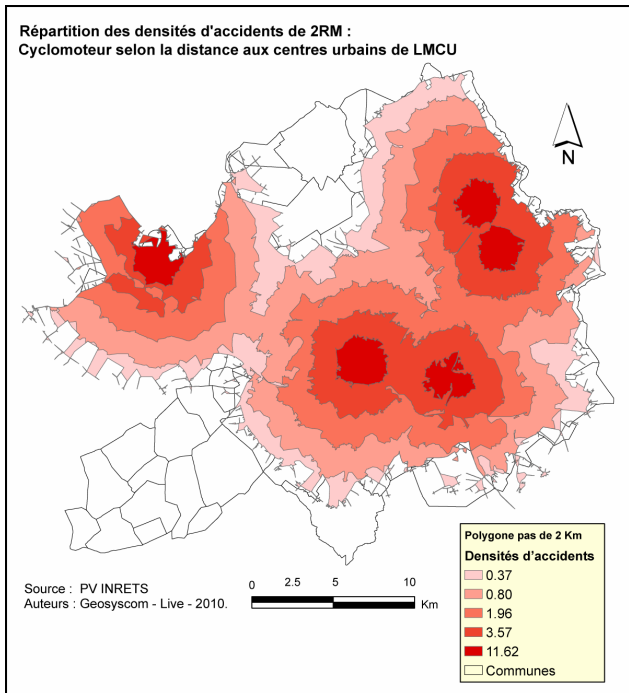 Répartition des densités d'accidents de 2RM :
Cyclomoteur selon la distance aux centres urbains de LMCU
N
Polygone pas de 2 Km
Densités d'accidents
0.37
0.80
1.96
3.57
11.62
Communes
Source : PV INRETS
Auteurs : Geosyscom - Live - 2010.
0 2.5 5 10
Km